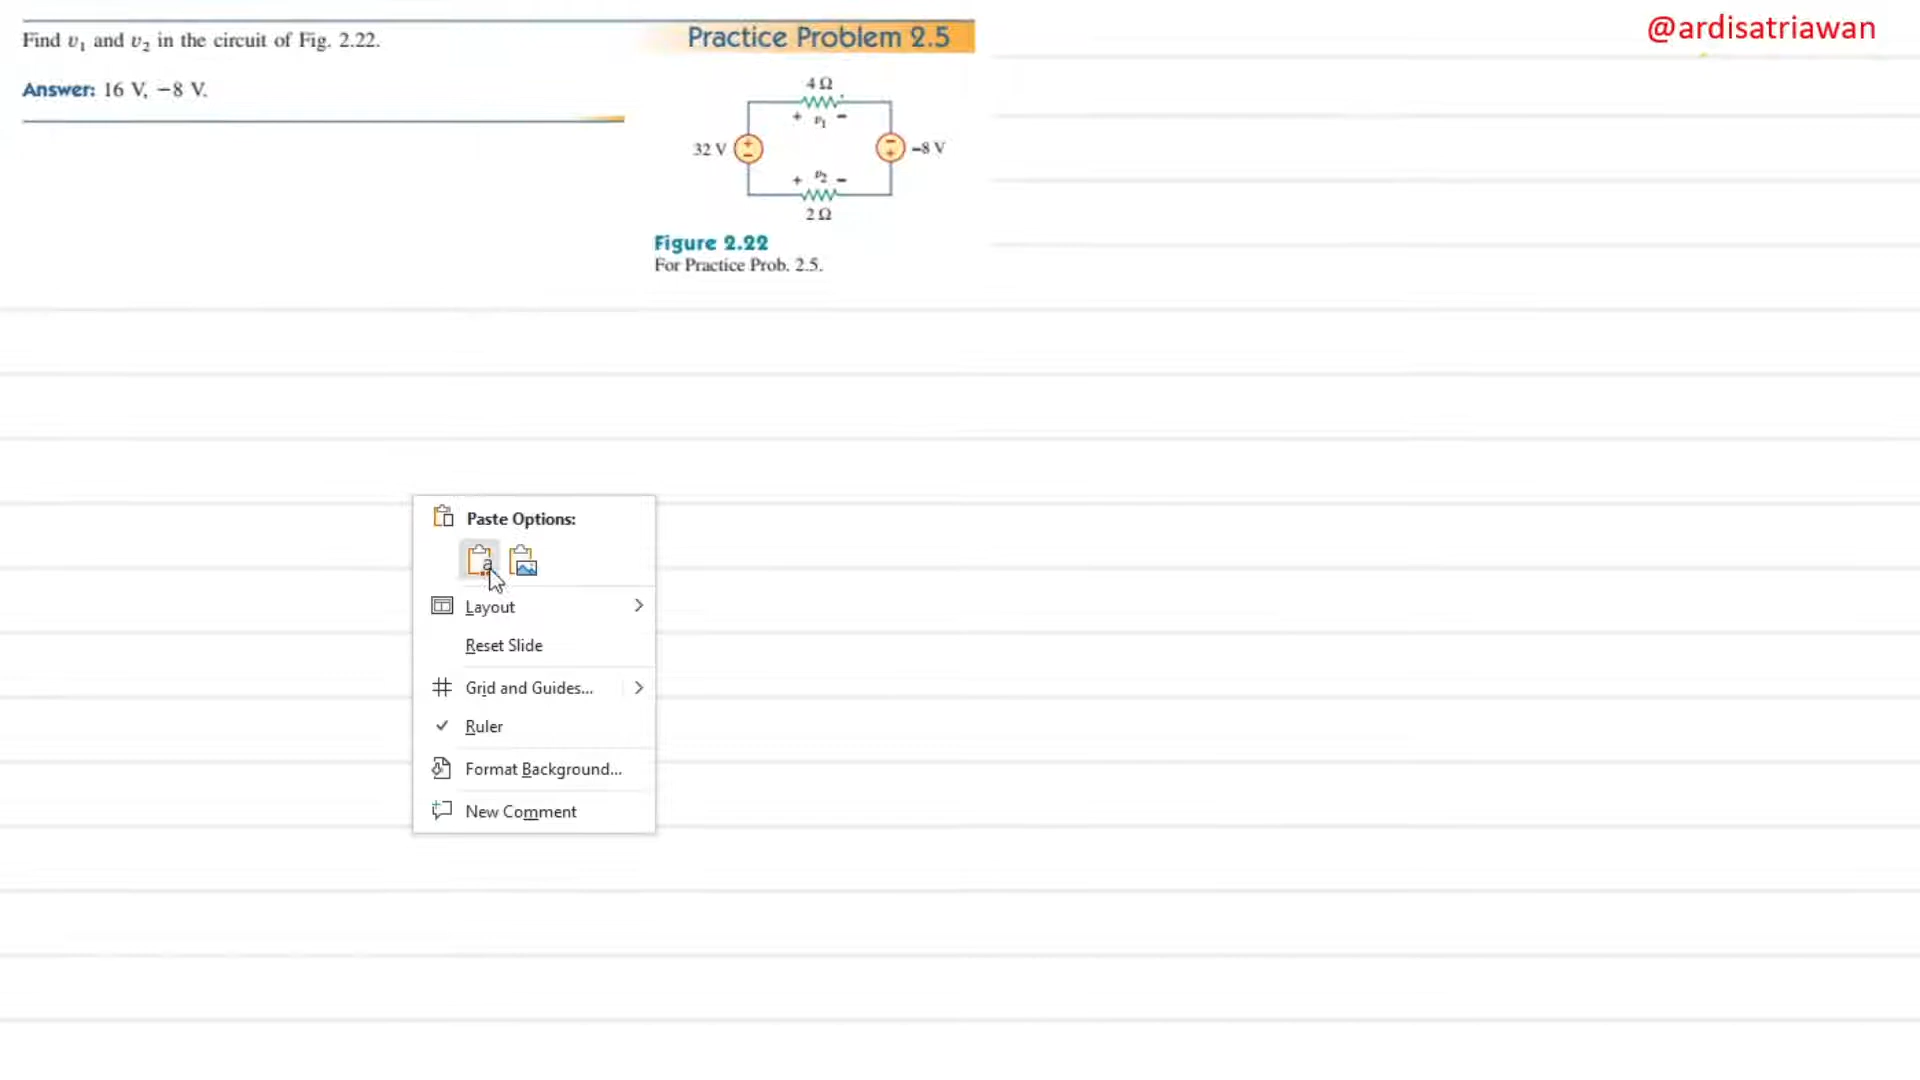 @ardisatriawan
Find v₁ and v₂ in the circuit of Fig. 2.22.
Answer: 16 V, −8 V.
Practice Problem 2.5
4 Ω
+ v₁ −
32 V
+
−
−
+
−8 V
+ v₂ −
2 Ω
Figure 2.22
For Practice Prob. 2.5.
Paste Options:
a
Layout
Reset Slide
Grid and Guides...
Ruler
Format Background...
New Comment